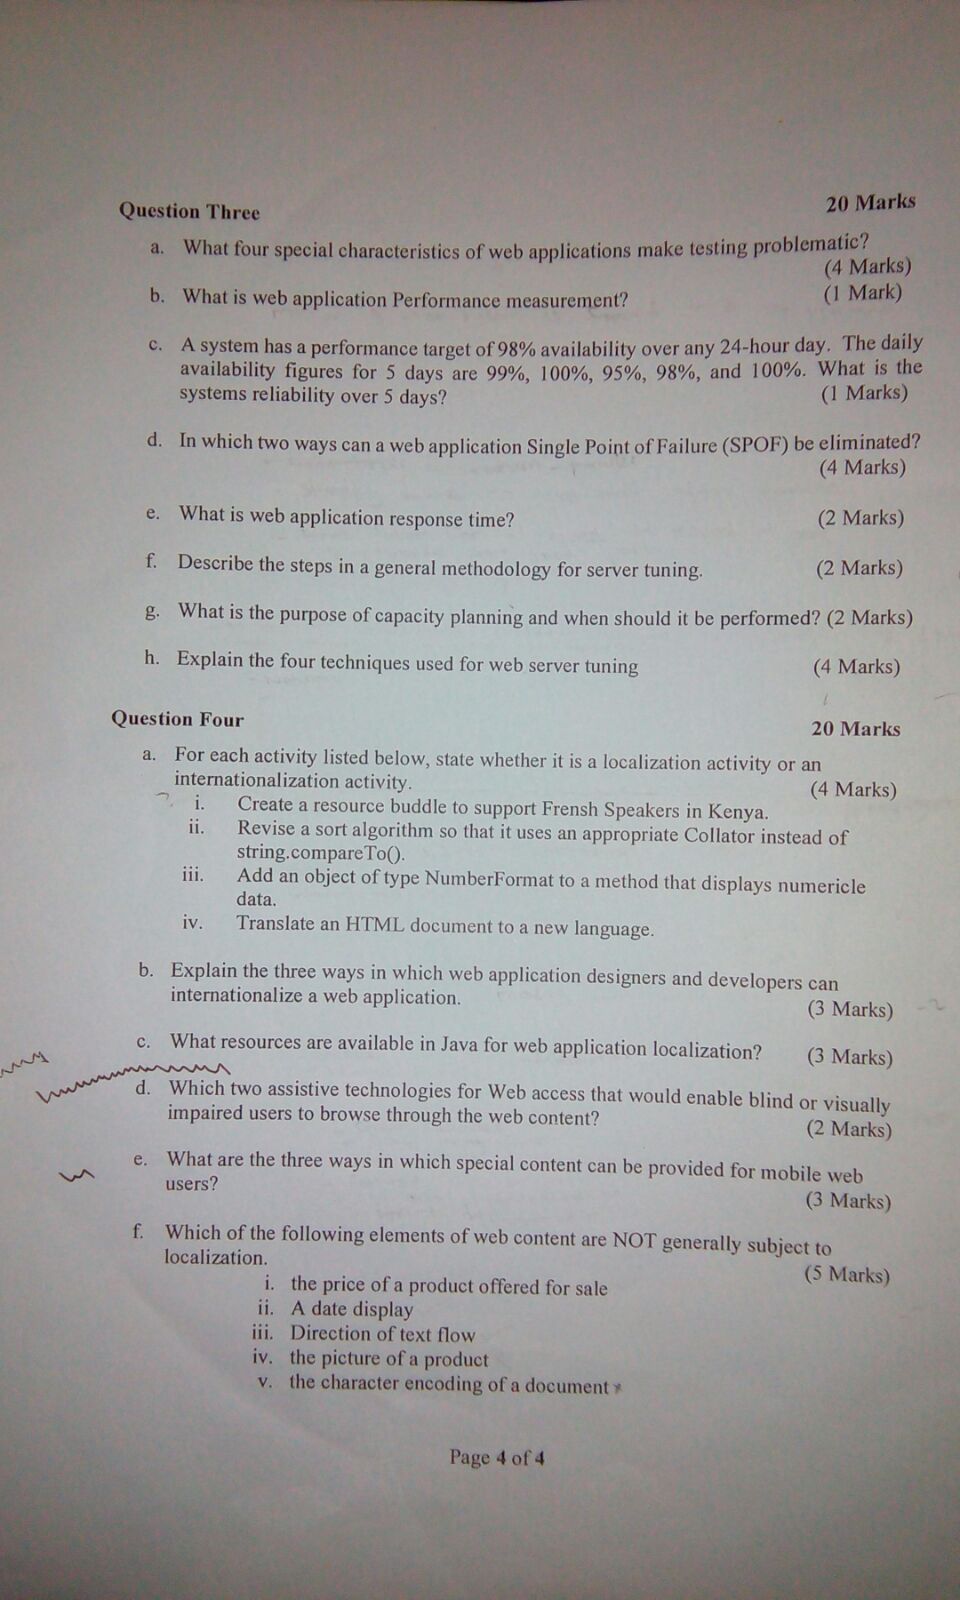 Question Three 20 Marks
a. What four special characteristics of web applications make testing problematic?
(4 Marks)
b. What is web application Performance measurement? (1 Mark)
c. A system has a performance target of 98% availability over any 24-hour day. The daily
availability figures for 5 days are 99%, 100%, 95%, 98%, and 100%. What is the
systems reliability over 5 days? (1 Marks)
d. In which two ways can a web application Single Point of Failure (SPOF) be eliminated?
(4 Marks)
e. What is web application response time? (2 Marks)
f. Describe the steps in a general methodology for server tuning. (2 Marks)
g. What is the purpose of capacity planning and when should it be performed? (2 Marks)
h. Explain the four techniques used for web server tuning (4 Marks)
Question Four 20 Marks
a. For each activity listed below, state whether it is a localization activity or an
internationalization activity. (4 Marks)
i. Create a resource buddle to support Frensh Speakers in Kenya.
ii. Revise a sort algorithm so that it uses an appropriate Collator instead of
string.compareTo().
iii. Add an object of type NumberFormat to a method that displays numericle
data.
iv. Translate an HTML document to a new language.
b. Explain the three ways in which web application designers and developers can
internationalize a web application. (3 Marks)
c. What resources are available in Java for web application localization? (3 Marks)
d. Which two assistive technologies for Web access that would enable blind or visually
impaired users to browse through the web content? (2 Marks)
e. What are the three ways in which special content can be provided for mobile web
users? (3 Marks)
f. Which of the following elements of web content are NOT generally subject to
localization. (5 Marks)
i. the price of a product offered for sale
ii. A date display
iii. Direction of text flow
iv. the picture of a product
v. the character encoding of a document
Page 4 of 4